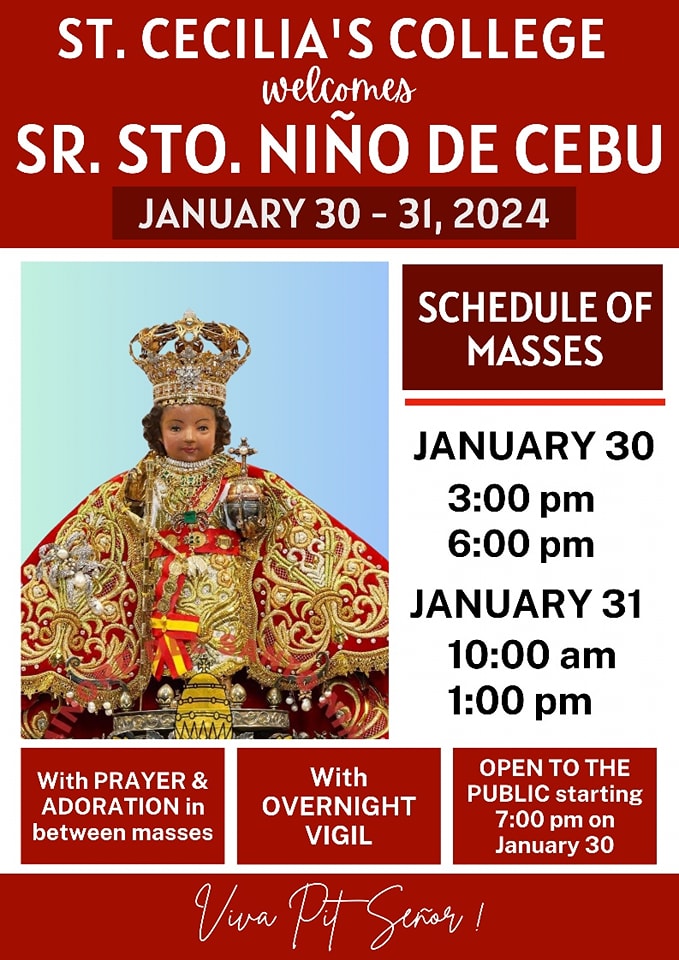 ST. CECILIA'S COLLEGE
welcomes
SR. STO. NIÑO DE CEBU
JANUARY 30 - 31, 2024
SCHEDULE OF
MASSES
JANUARY 30
3:00 pm
6:00 pm
JANUARY 31
10:00 am
1:00 pm
With PRAYER &
ADORATION in
between masses
With
OVERNIGHT
VIGIL
OPEN TO THE
PUBLIC starting
7:00 pm on
January 30
Viva Pit Señor !